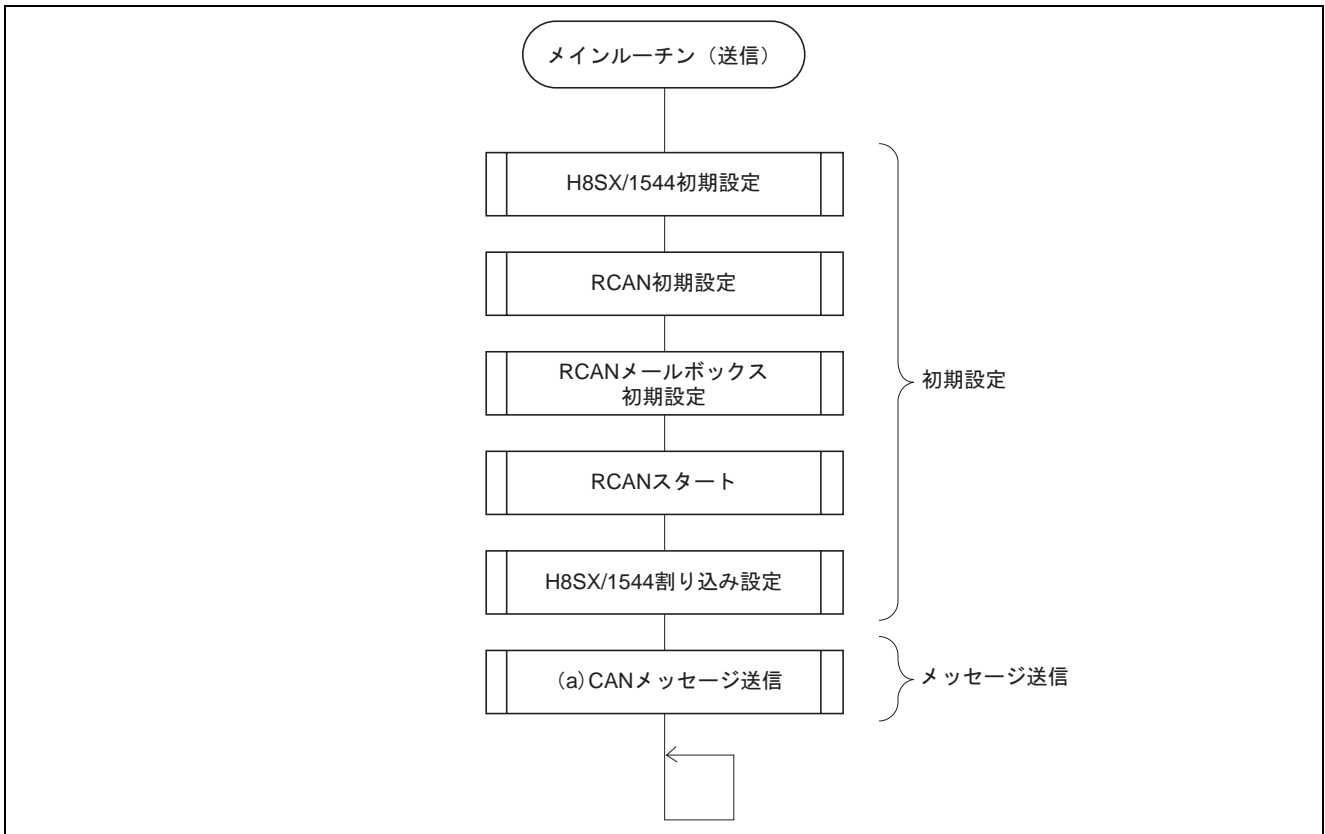 メインルーチン（送信）
H8SX/1544初期設定
RCAN初期設定
RCANメールボックス
初期設定
RCANスタート
H8SX/1544割り込み設定
初期設定
(a)CANメッセージ送信
メッセージ送信